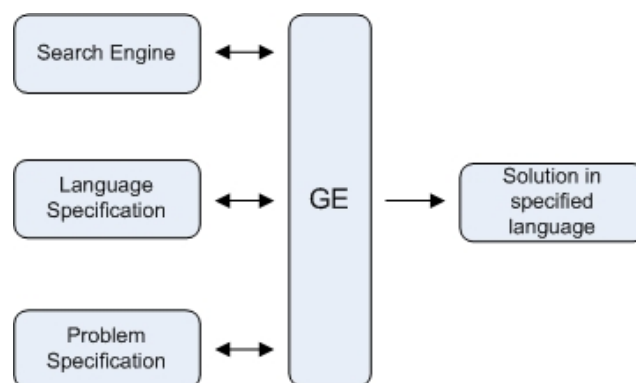 Search Engine
Language
Specification
Problem
Specification
GE
Solution in
specified
language